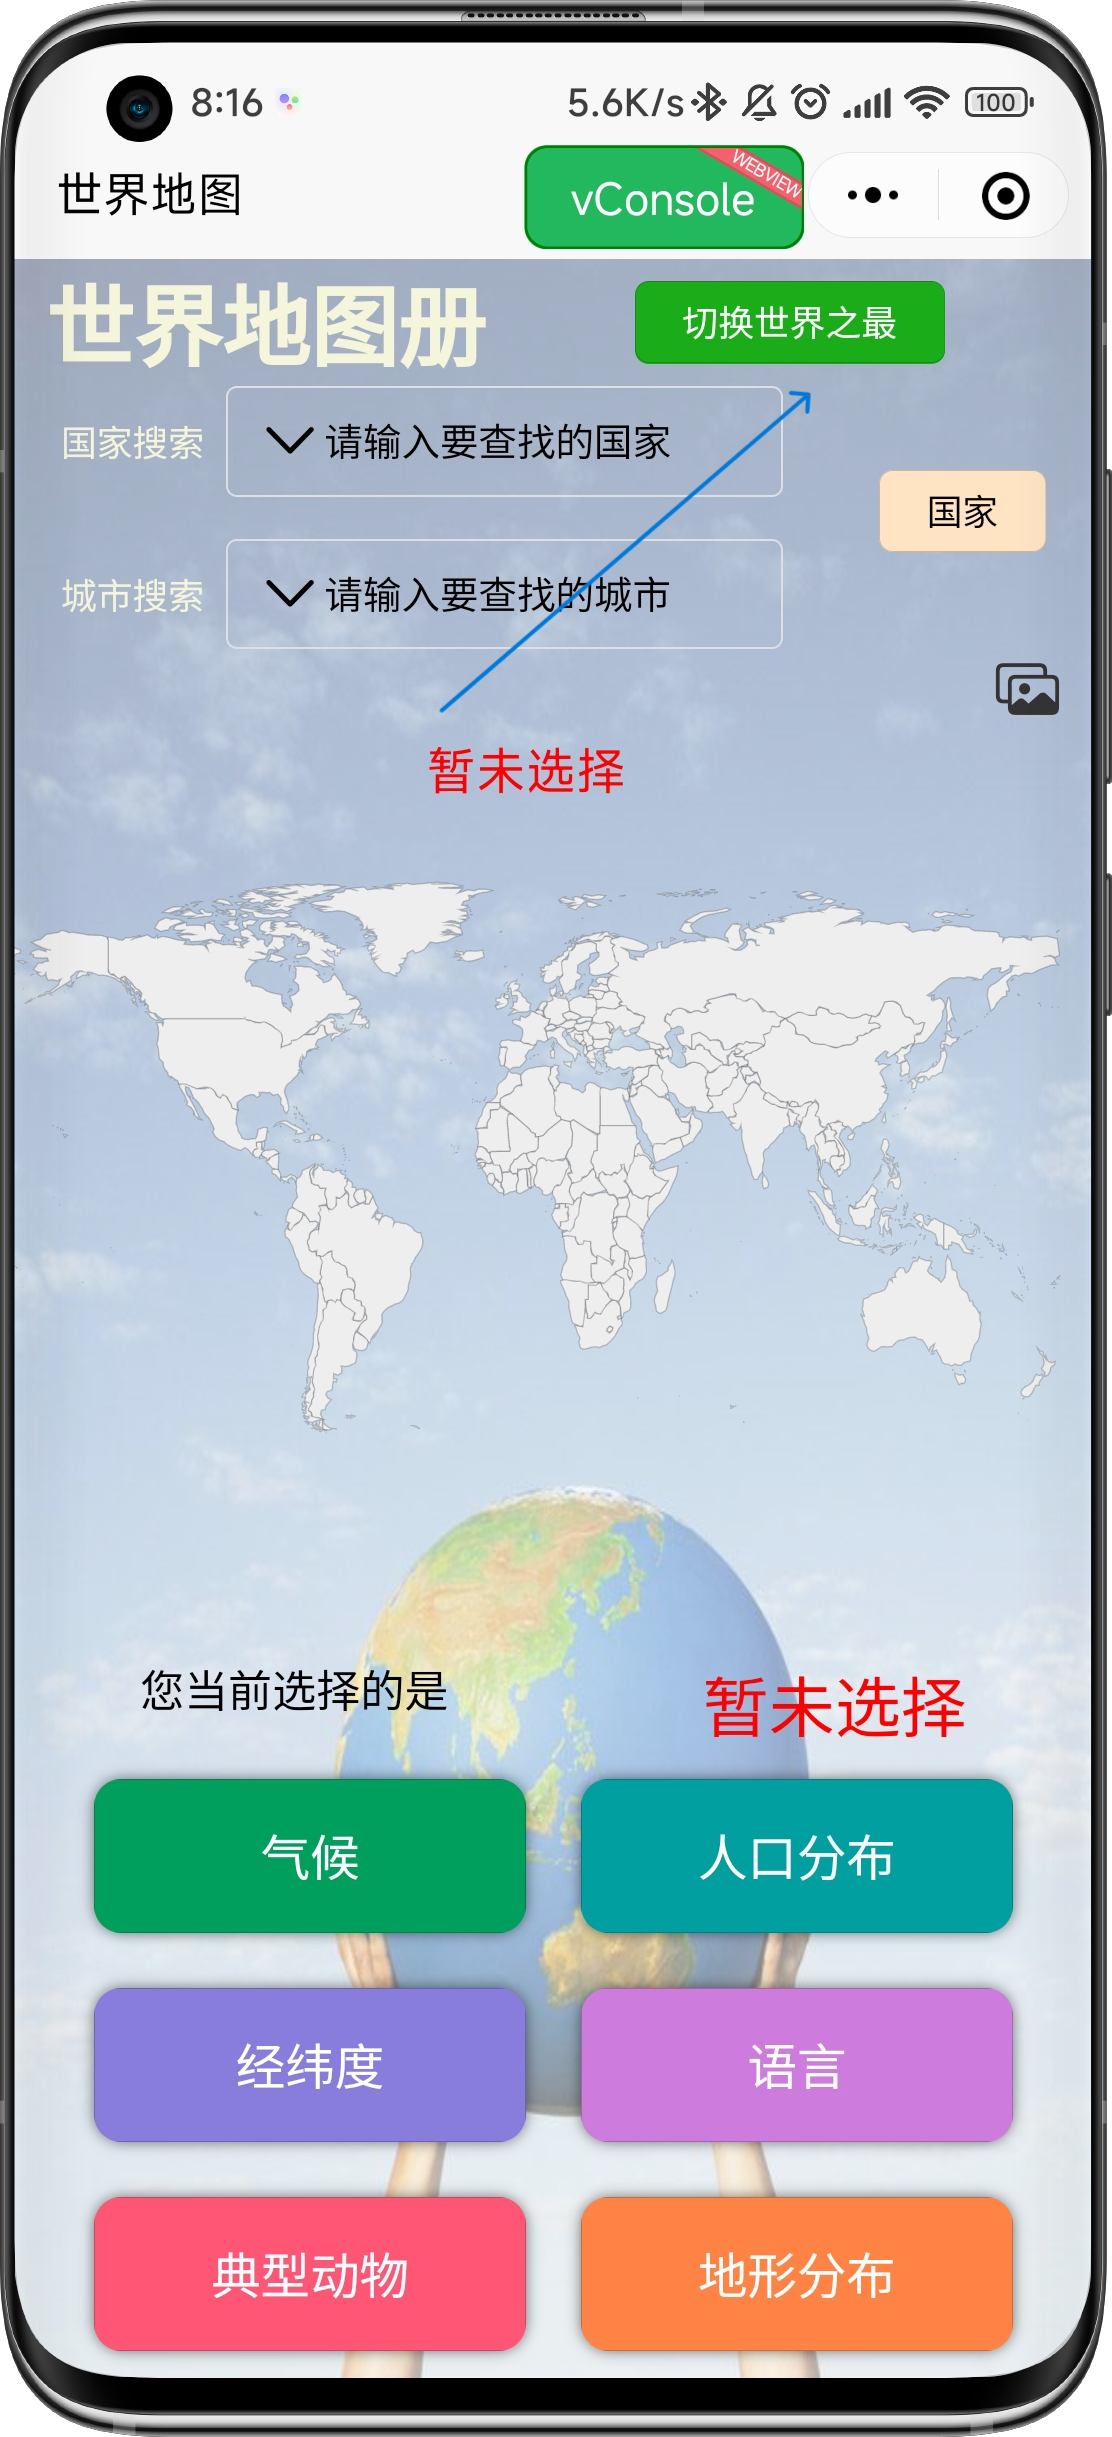 8:16
5.6K/s
100
世界地图
vConsole
WEBVIEW
世界地图册
切换世界之最
国家搜索
请输入要查找的国家
国家
城市搜索
请输入要查找的城市
暂未选择
您当前选择的是
暂未选择
气候
人口分布
经纬度
语言
典型动物
地形分布